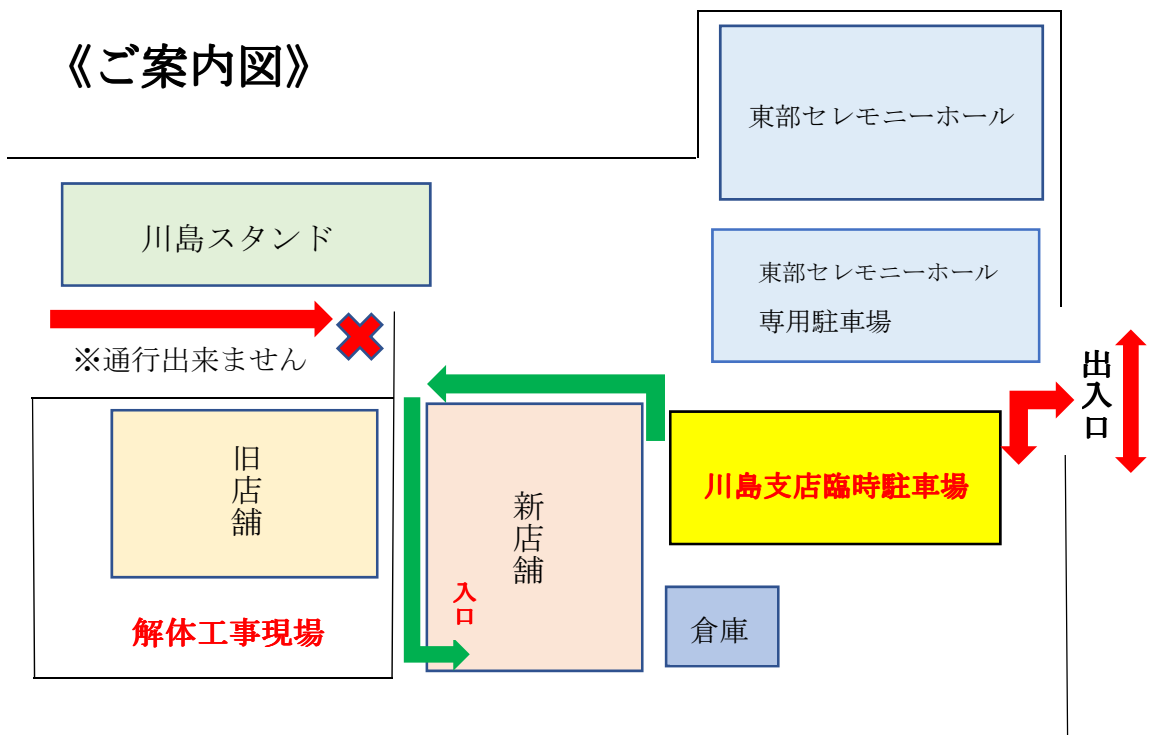 《ご案内図》
東部セレモニーホール
川島スタンド
東部セレモニーホール
専用駐車場
※通行出来ません
出入口
旧店舗
新店舗
川島支店臨時駐車場
入口
解体工事現場
倉庫